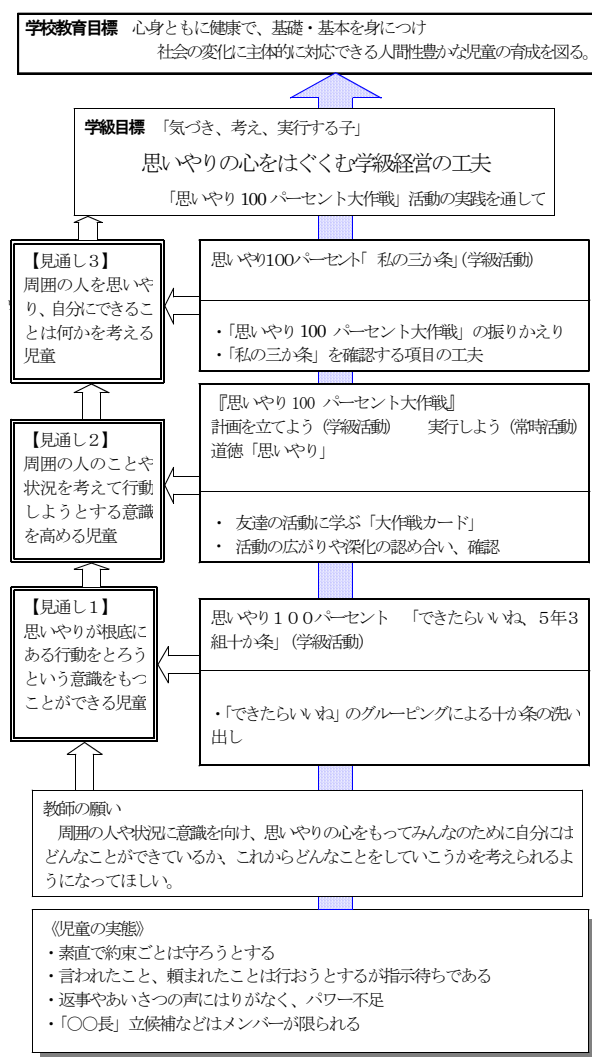 学校教育目標 心身ともに健康で、基礎・基本を身につけ
社会の変化に主体的に対応できる人間性豊かな児童の育成を図る。
学級目標 「気づき、考え、実行する子」
思いやりの心をはぐくむ学級経営の工夫
「思いやり 100 パーセント大作戦」活動の実践を通して
【見通し3】
周囲の人を思いや
り、自分にできるこ
とは何かを考える
児童
思いやり100パーセント「 私の三か条」(学級活動)
・「思いやり 100 パーセント大作戦」の振りかえり
・「私の三か条」を確認する項目の工夫
【見通し2】
周囲の人のことや
状況を考えて行動
しようとする意識
を高める児童
『思いやり 100 パーセント大作戦』
計画を立てよう（学級活動） 実行しよう（常時活動）
道徳「思いやり」
・ 友達の活動に学ぶ「大作戦カード」
・ 活動の広がりや深化の認め合い、確認
【見通し1】
思いやりが根底に
ある行動をとろう
という意識をもつ
ことができる児童
思いやり１００パーセント 「できたらいいね、５年３
組十か条」（学級活動）
・「できたらいいね」のグルーピングによる十か条の洗い
出し
教師の願い
周囲の人や状況に意識を向け、思いやりの心をもってみんなのために自分には
どんなことができているか、これからどんなことをしていこうかを考えられるよ
うになってほしい。
《児童の実態》
・素直で約束ごとは守ろうとする
・言われたこと、頼まれたことは行おうとするが指示待ちである
・返事やあいさつの声にはりがなく、パワー不足
・「○○長」立候補などはメンバーが限られる